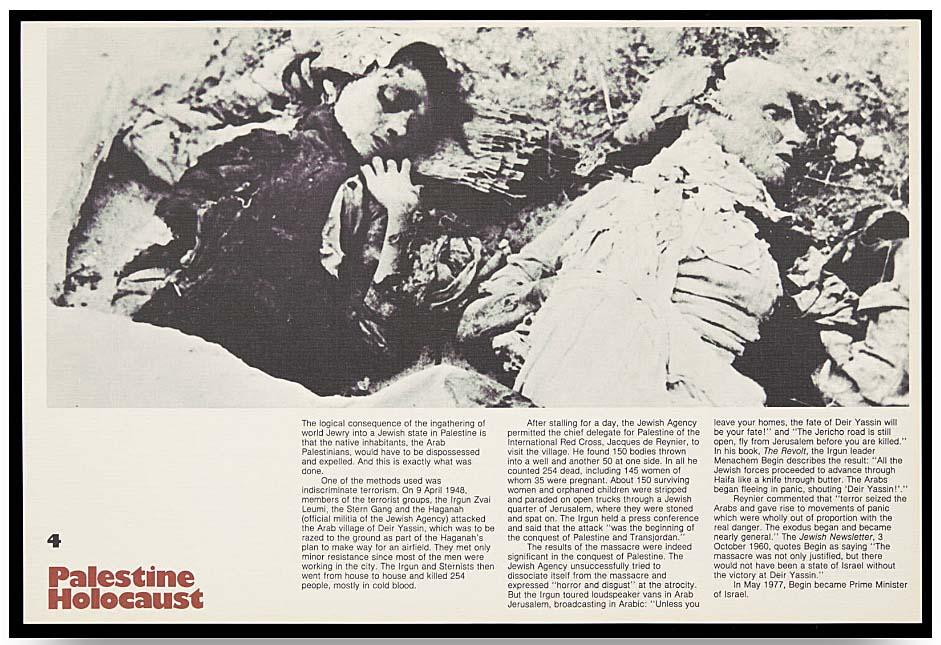 The logical consequence of the ingathering of
world Jewry into a Jewish state in Palestine is
that the native inhabitants, the Arab
Palestinians, would have to be dispossessed
and expelled. And this is exactly what was
done.
One of the methods used was
indiscriminate terrorism. On 9 April 1948,
members of the terrorist groups, the Irgun Zvai
Leumi, the Stern Gang and the Haganah
(official militia of the Jewish Agency) attacked
the Arab village of Deir Yassin, which was to be
razed to the ground as part of the Haganah's
plan to make way for an airfield. They met only
minor resistance since most of the men were
working in the city. The Irgun and Sternists then
went from house to house and killed 254
people, mostly in cold blood.
After stalling for a day, the Jewish Agency
permitted the chief delegate for Palestine of the
International Red Cross, Jacques de Reynier, to
visit the village. He found 150 bodies thrown
into a well and another 50 at one side. In all he
counted 254 dead, including 145 women of
whom 35 were pregnant. About 150 surviving
women and orphaned children were stripped
and paraded on open trucks through a Jewish
quarter of Jerusalem, where they were stoned
and spat on. The Irgun held a press conference
and said that the attack "was the beginning of
the conquest of Palestine and Transjordan."
The results of the massacre were indeed
significant in the conquest of Palestine. The
Jewish Agency unsuccessfully tried to
dissociate itself from the massacre and
expressed "horror and disgust" at the atrocity.
But the Irgun toured loudspeaker vans in Arab
Jerusalem, broadcasting in Arabic: "Unless you
leave your homes, the fate of Deir Yassin will
be your fate!" and "The Jericho road is still
open, fly from Jerusalem before you are killed."
In his book, The Revolt, the Irgun leader
Menachem Begin describes the result: "All the
Jewish forces proceeded to advance through
Haifa like a knife through butter. The Arabs
began fleeing in panic, shouting 'Deir Yassin!'."
Reynier commented that "terror seized the
Arabs and gave rise to movements of panic
which were wholly out of proportion with the
real danger. The exodus began and became
nearly general." The Jewish Newsletter, 3
October 1960, quotes Begin as saying "The
massacre was not only justified, but there
would not have been a state of Israel without
the victory at Deir Yassin."
In May 1977, Begin became Prime Minister
of Israel.
4
Palestine
Holocaust